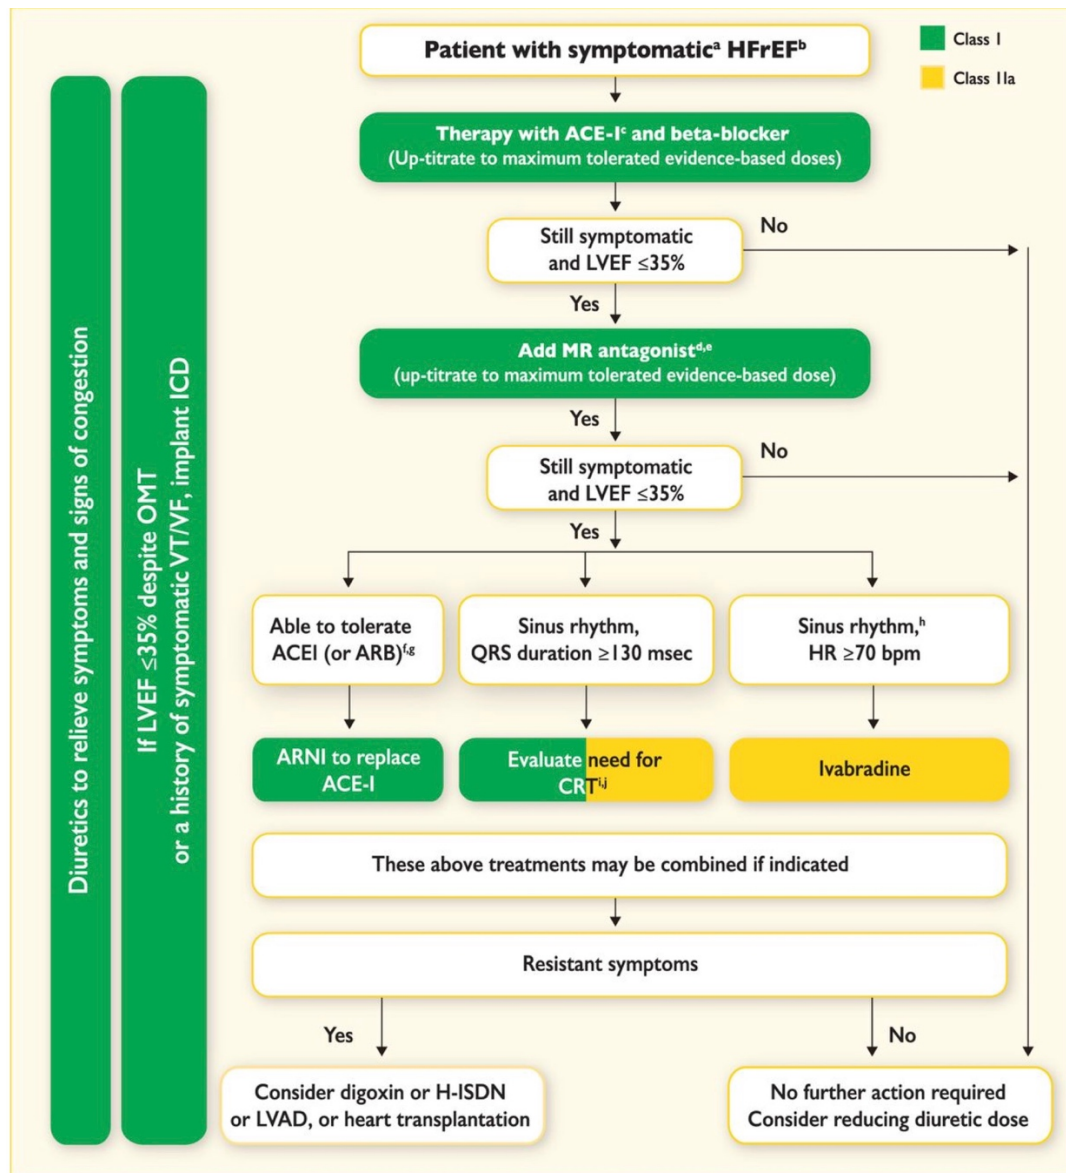 Patient with symptomaticᵃ HFrEFᵇ
Class I
Class IIa
Therapy with ACE-Iᶜ and beta-blocker
(Up-titrate to maximum tolerated evidence-based doses)
Still symptomatic
and LVEF ≤35%
No
Yes
Add MR antagonistᵈ,ᵉ
(up-titrate to maximum tolerated evidence-based dose)
Yes
Still symptomatic
and LVEF ≤35%
No
Yes
Able to tolerate
ACEI (or ARB)ᶠ,ᵍ
Sinus rhythm,
QRS duration ≥130 msec
Sinus rhythm,ʰ
HR ≥70 bpm
ARNI to replace
ACE-I
Evaluate need for
CRTⁱ,ʲ
Ivabradine
These above treatments may be combined if indicated
Resistant symptoms
Yes
No
Consider digoxin or H-ISDN
or LVAD, or heart transplantation
No further action required
Consider reducing diuretic dose
Diuretics to relieve symptoms and signs of congestion
If LVEF ≤35% despite OMT
or a history of symptomatic VT/VF, implant ICD